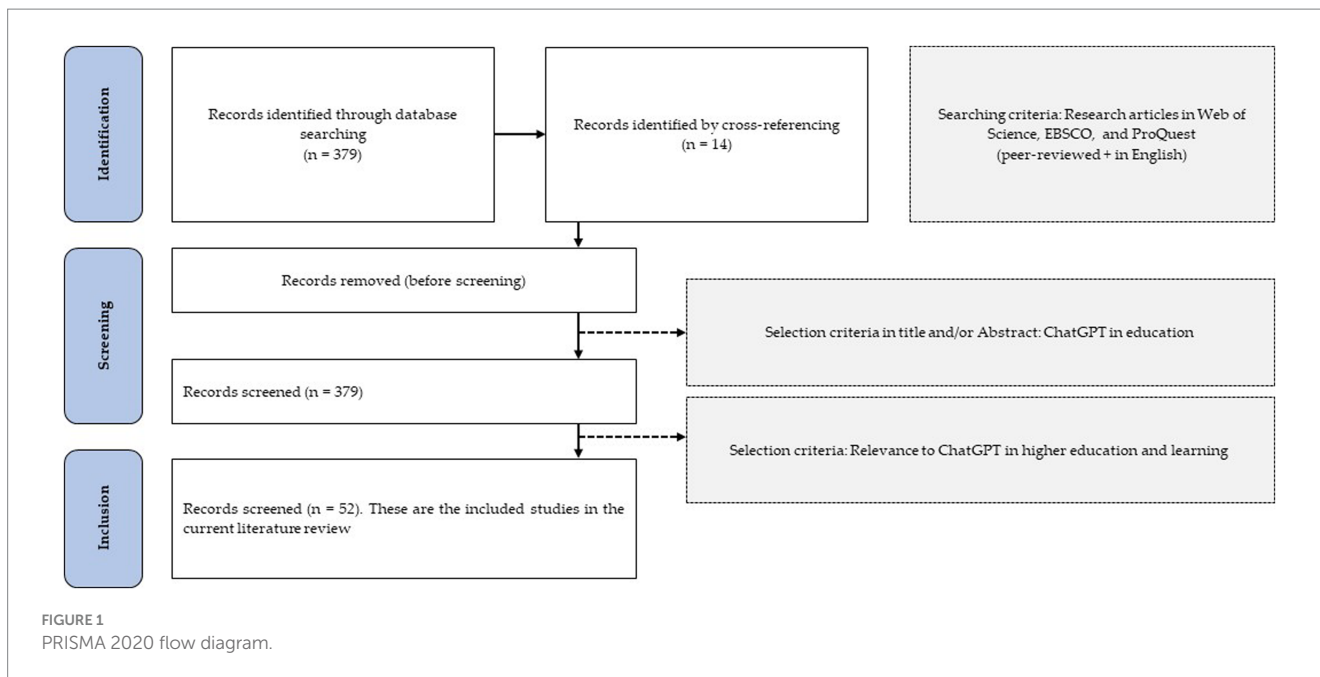 Identification
Records identified through database
searching
(n = 379)
Records identified by cross-referencing
(n = 14)
Searching criteria: Research articles in Web of
Science, EBSCO, and ProQuest
(peer-reviewed + in English)
Screening
Records removed (before screening)
Selection criteria in title and/or Abstract: ChatGPT in education
Records screened (n = 379)
Selection criteria: Relevance to ChatGPT in higher education and learning
Inclusion
Records screened (n = 52). These are the included studies in the
current literature review
FIGURE 1
PRISMA 2020 flow diagram.